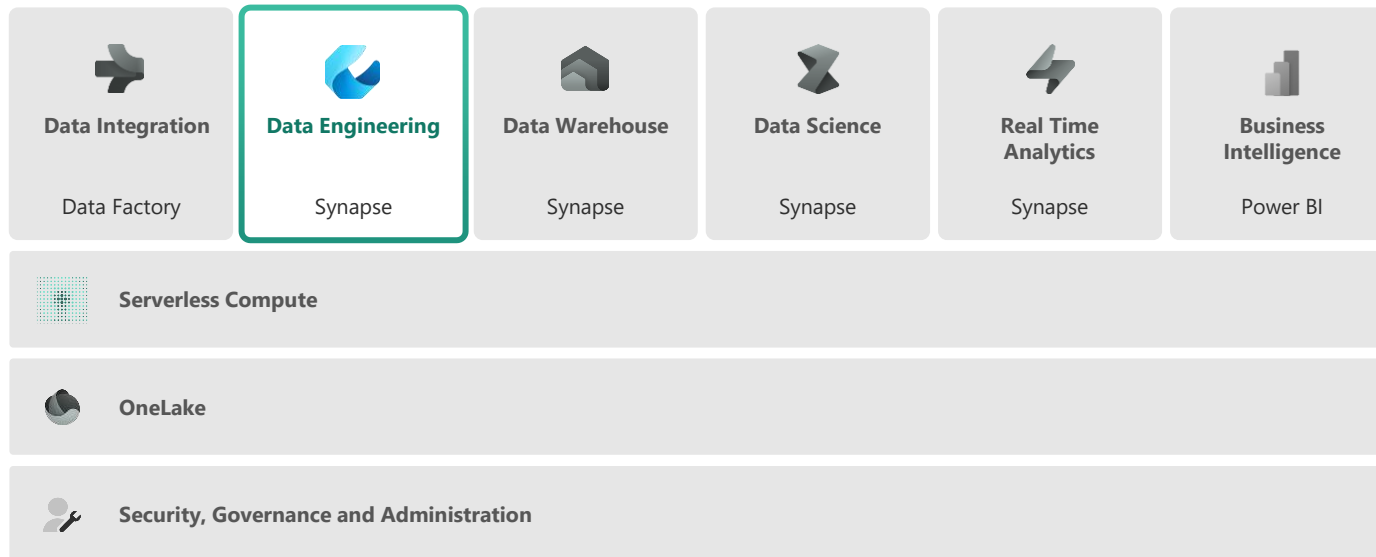 Data Integration
Data Factory
Data Engineering
Synapse
Data Warehouse
Synapse
Data Science
Synapse
Real Time
Analytics
Synapse
Business
Intelligence
Power BI
Serverless Compute
OneLake
Security, Governance and Administration